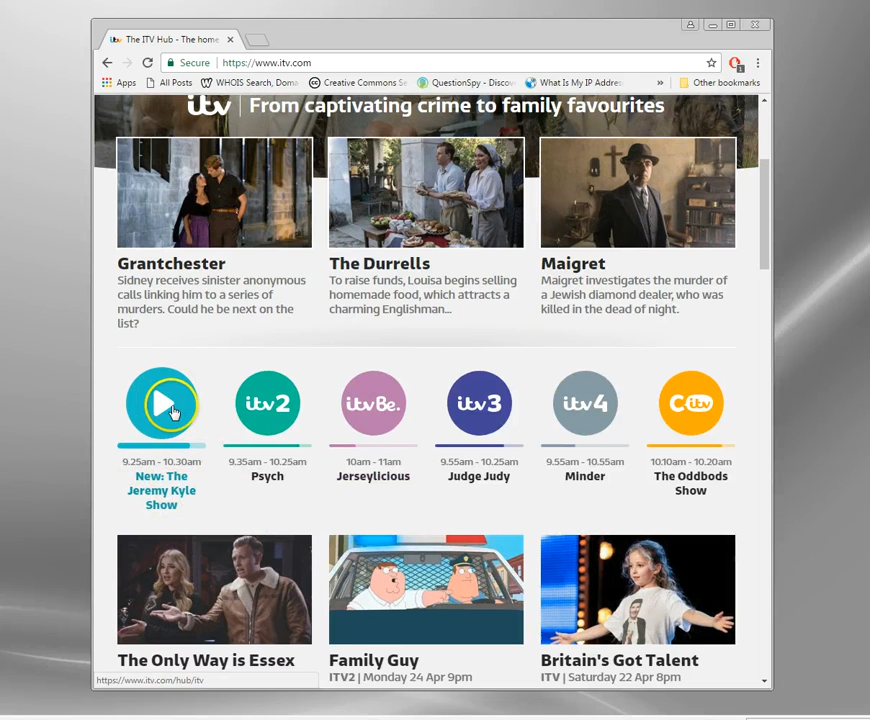 itv The ITV Hub - The home
Secure https://www.itv.com
Apps All Posts W WHOIS Search, Doma cc Creative Commons Se QuestionSpy - Discov What Is My IP Addres » Other bookmarks
itv From captivating crime to family favourites
Grantchester
Sidney receives sinister anonymous
calls linking him to a series of
murders. Could he be next on the
list?
The Durrells
To raise funds, Louisa begins selling
homemade food, which attracts a
charming Englishman...
Maigret
Maigret investigates the murder of
a Jewish diamond dealer, who was
killed in the dead of night.
itv2 itvBe. itv3 itv4 Citv
9.25am - 10.30am
New: The
Jeremy Kyle
Show
9.35am - 10.25am
Psych
10am - 11am
Jerseylicious
9.55am - 10.25am
Judge Judy
9.55am - 10.55am
Minder
10.10am - 10.20am
The Oddbods
Show
The Only Way is Essex
Family Guy
ITV2 | Monday 24 Apr 9pm
Britain's Got Talent
ITV | Saturday 22 Apr 8pm
https://www.itv.com/hub/itv